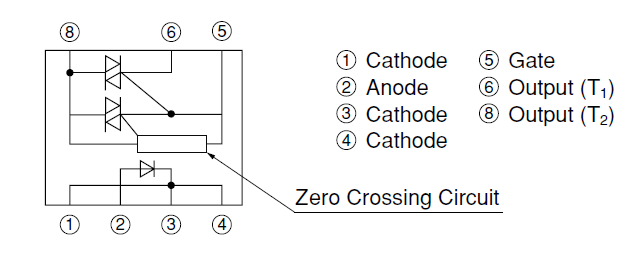 ⑧ ⑥ ⑤
① Cathode ⑤ Gate
② Anode ⑥ Output (T₁)
③ Cathode ⑧ Output (T₂)
④ Cathode
Zero Crossing Circuit
① ② ③ ④